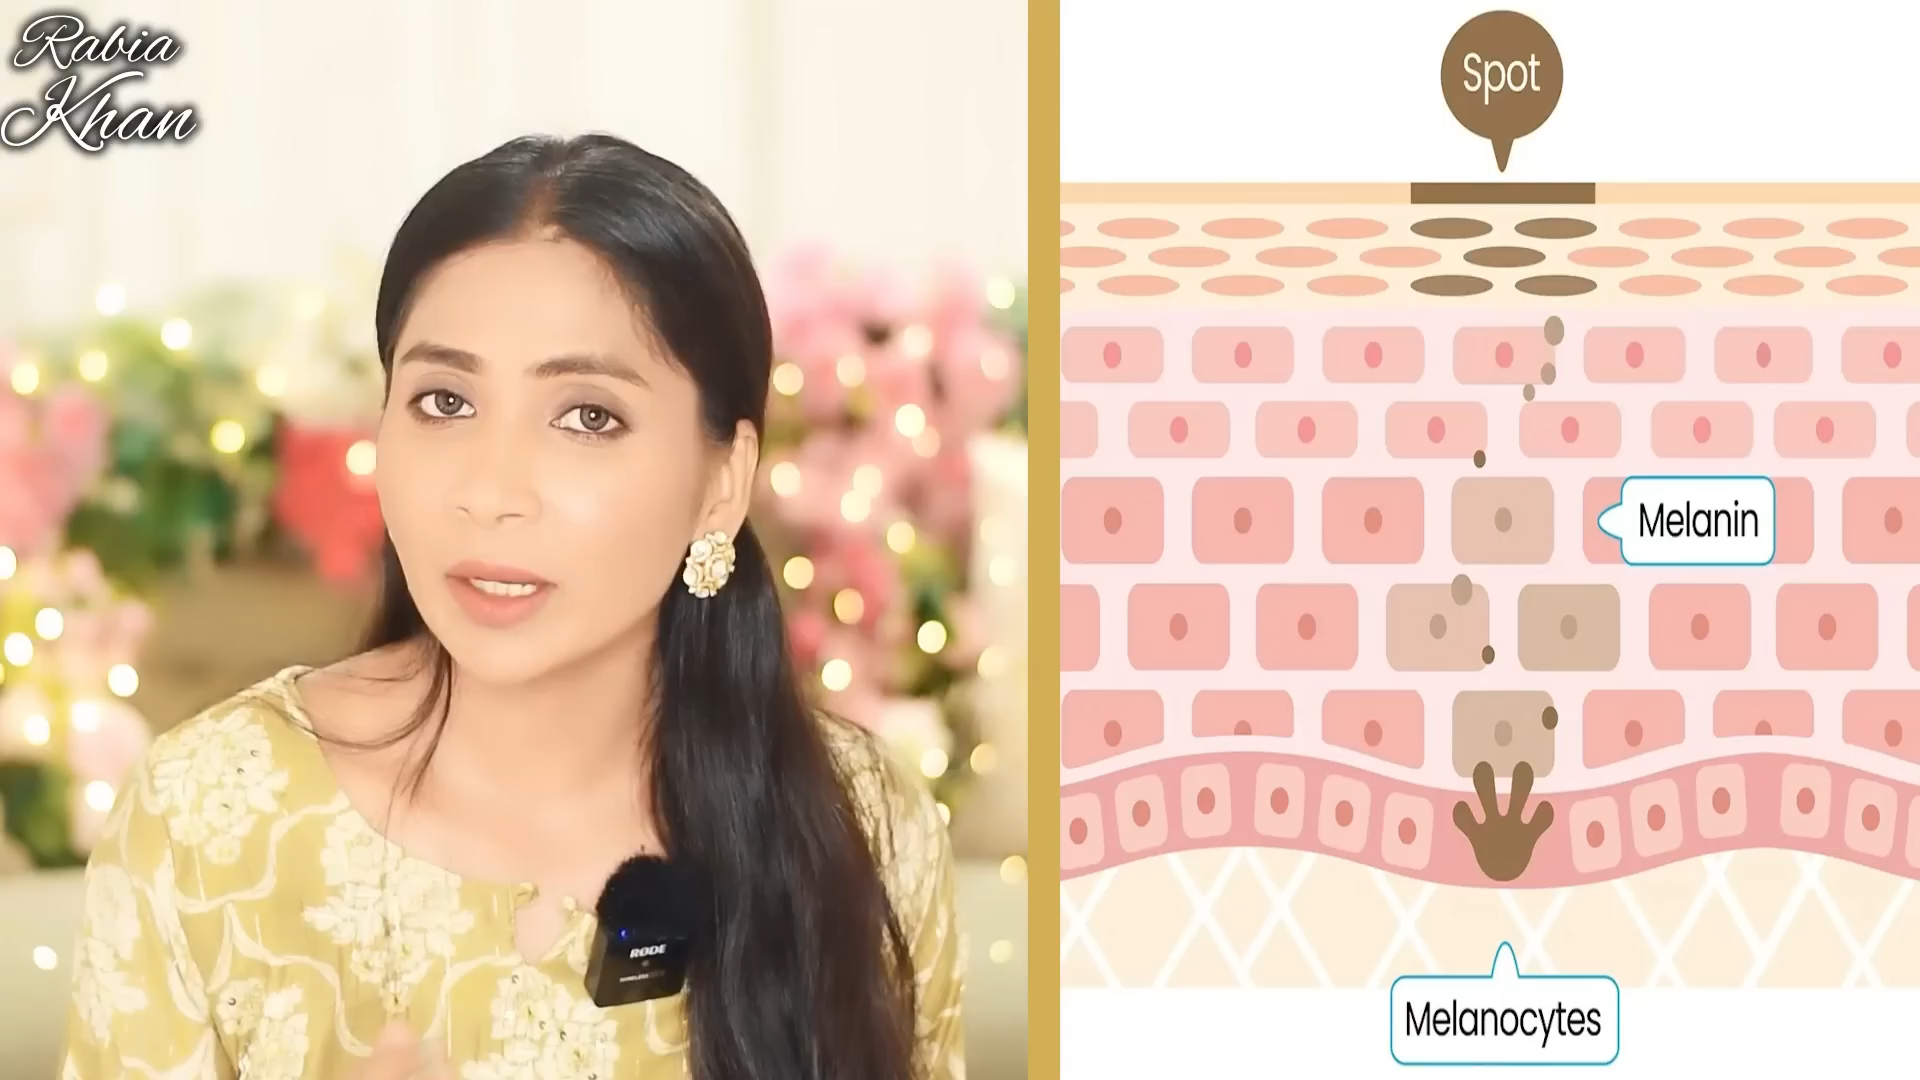 Rabia
Khan
RODE
Spot
Melanin
Melanocytes